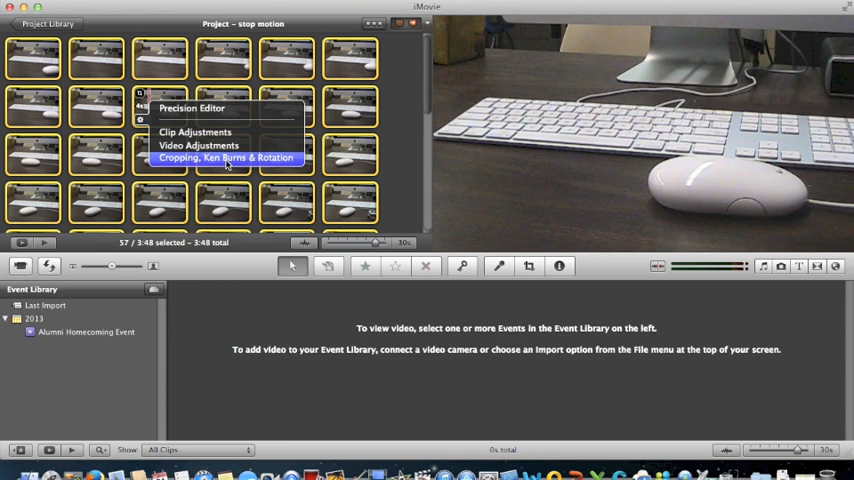 iMovie
Project Library
Project – stop motion
4s
Precision Editor
Clip Adjustments
Video Adjustments
Cropping, Ken Burns & Rotation
57 / 3:48 selected – 3:48 total
30s
Event Library
Last Import
2013
Alumni Homecoming Event
To view video, select one or more Events in the Event Library on the left.
To add video to your Event Library, connect a video camera or choose an Import option from the File menu at the top of your screen.
Show:
All Clips
0s total
30s